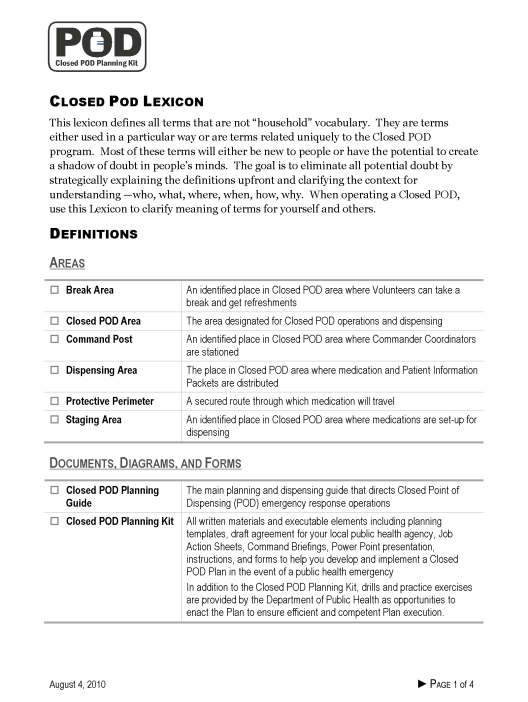 POD
Closed POD Planning Kit
CLOSED POD LEXICON
This lexicon defines all terms that are not “household” vocabulary. They are terms
either used in a particular way or are terms related uniquely to the Closed POD
program. Most of these terms will either be new to people or have the potential to create
a shadow of doubt in people’s minds. The goal is to eliminate all potential doubt by
strategically explaining the definitions upfront and clarifying the context for
understanding —who, what, where, when, how, why. When operating a Closed POD,
use this Lexicon to clarify meaning of terms for yourself and others.
DEFINITIONS
AREAS
☐ Break Area
An identified place in Closed POD area where Volunteers can take a
break and get refreshments
☐ Closed POD Area
The area designated for Closed POD operations and dispensing
☐ Command Post
An identified place in Closed POD area where Commander Coordinators
are stationed
☐ Dispensing Area
The place in Closed POD area where medication and Patient Information
Packets are distributed
☐ Protective Perimeter
A secured route through which medication will travel
☐ Staging Area
An identified place in Closed POD area where medications are set-up for
dispensing
DOCUMENTS, DIAGRAMS, AND FORMS
☐ Closed POD Planning
Guide
The main planning and dispensing guide that directs Closed Point of
Dispensing (POD) emergency response operations
☐ Closed POD Planning Kit
All written materials and executable elements including planning
templates, draft agreement for your local public health agency, Job
Action Sheets, Command Briefings, Power Point presentation,
instructions, and forms to help you develop and implement a Closed
POD Plan in the event of a public health emergency
In addition to the Closed POD Planning Kit, drills and practice exercises
are provided by the Department of Public Health as opportunities to
enact the Plan to ensure efficient and competent Plan execution.
August 4, 2010
► PAGE 1 of 4